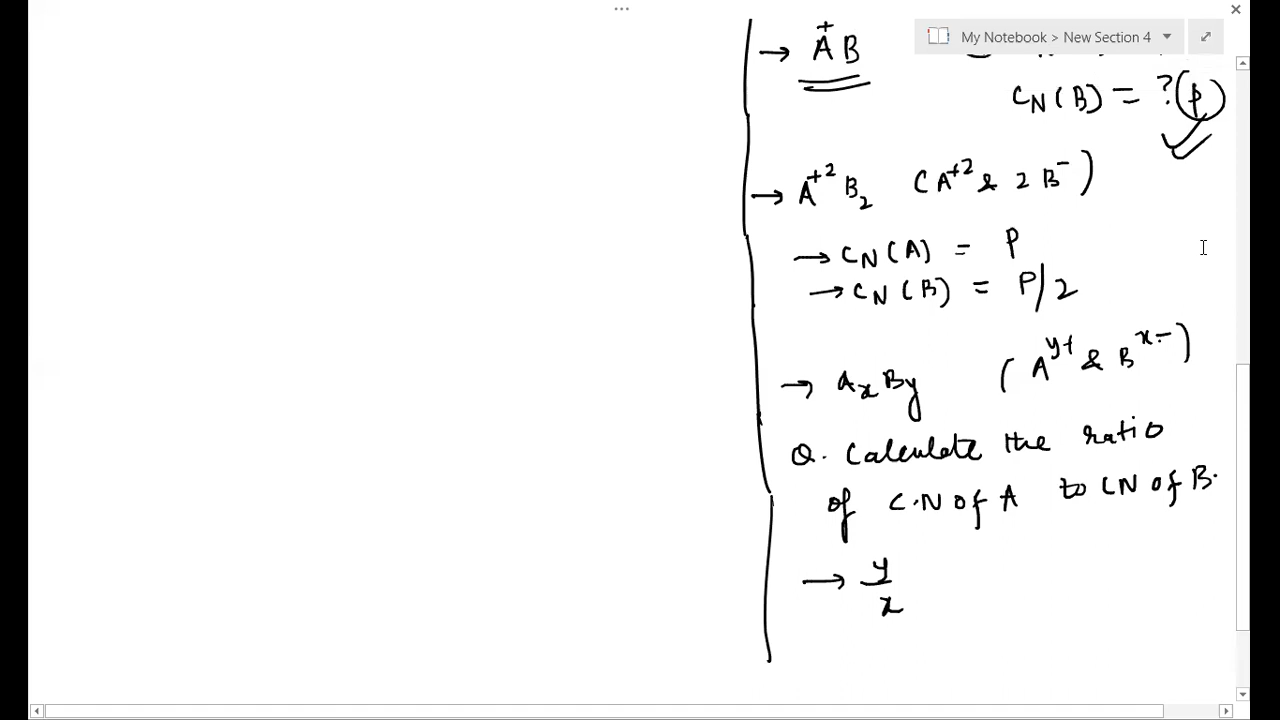 My Notebook > New Section 4
→ A⁺B
CN(B) = ?(P)
→ A⁺²B₂ (A⁺² & 2B⁻)
→ CN(A) = P
→ CN(B) = P/2
→ AxBy (Aʸ⁺ & Bˣ⁻)
Q. Calculate the ratio
of C.N of A to CN of B.
→ y/x